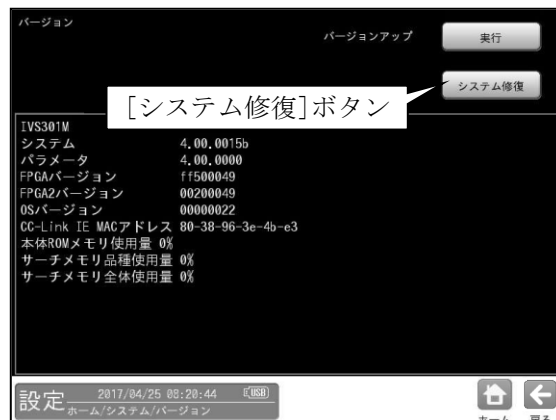 バージョン
バージョンアップ 実行
システム修復
[システム修復]ボタン
IVS301M
システム 4.00.0015b
パラメータ 4.00.0000
FPGAバージョン ff500049
FPGA2バージョン 00200049
OSバージョン 00000022
CC-Link IE MACアドレス 80-38-96-3e-4b-e3
本体ROMメモリ使用量 0%
サーチメモリ品種使用量 0%
サーチメモリ全体使用量 0%
設定 2017/04/25 08:20:44 USB
ホーム/システム/バージョン
ホーム 戻る